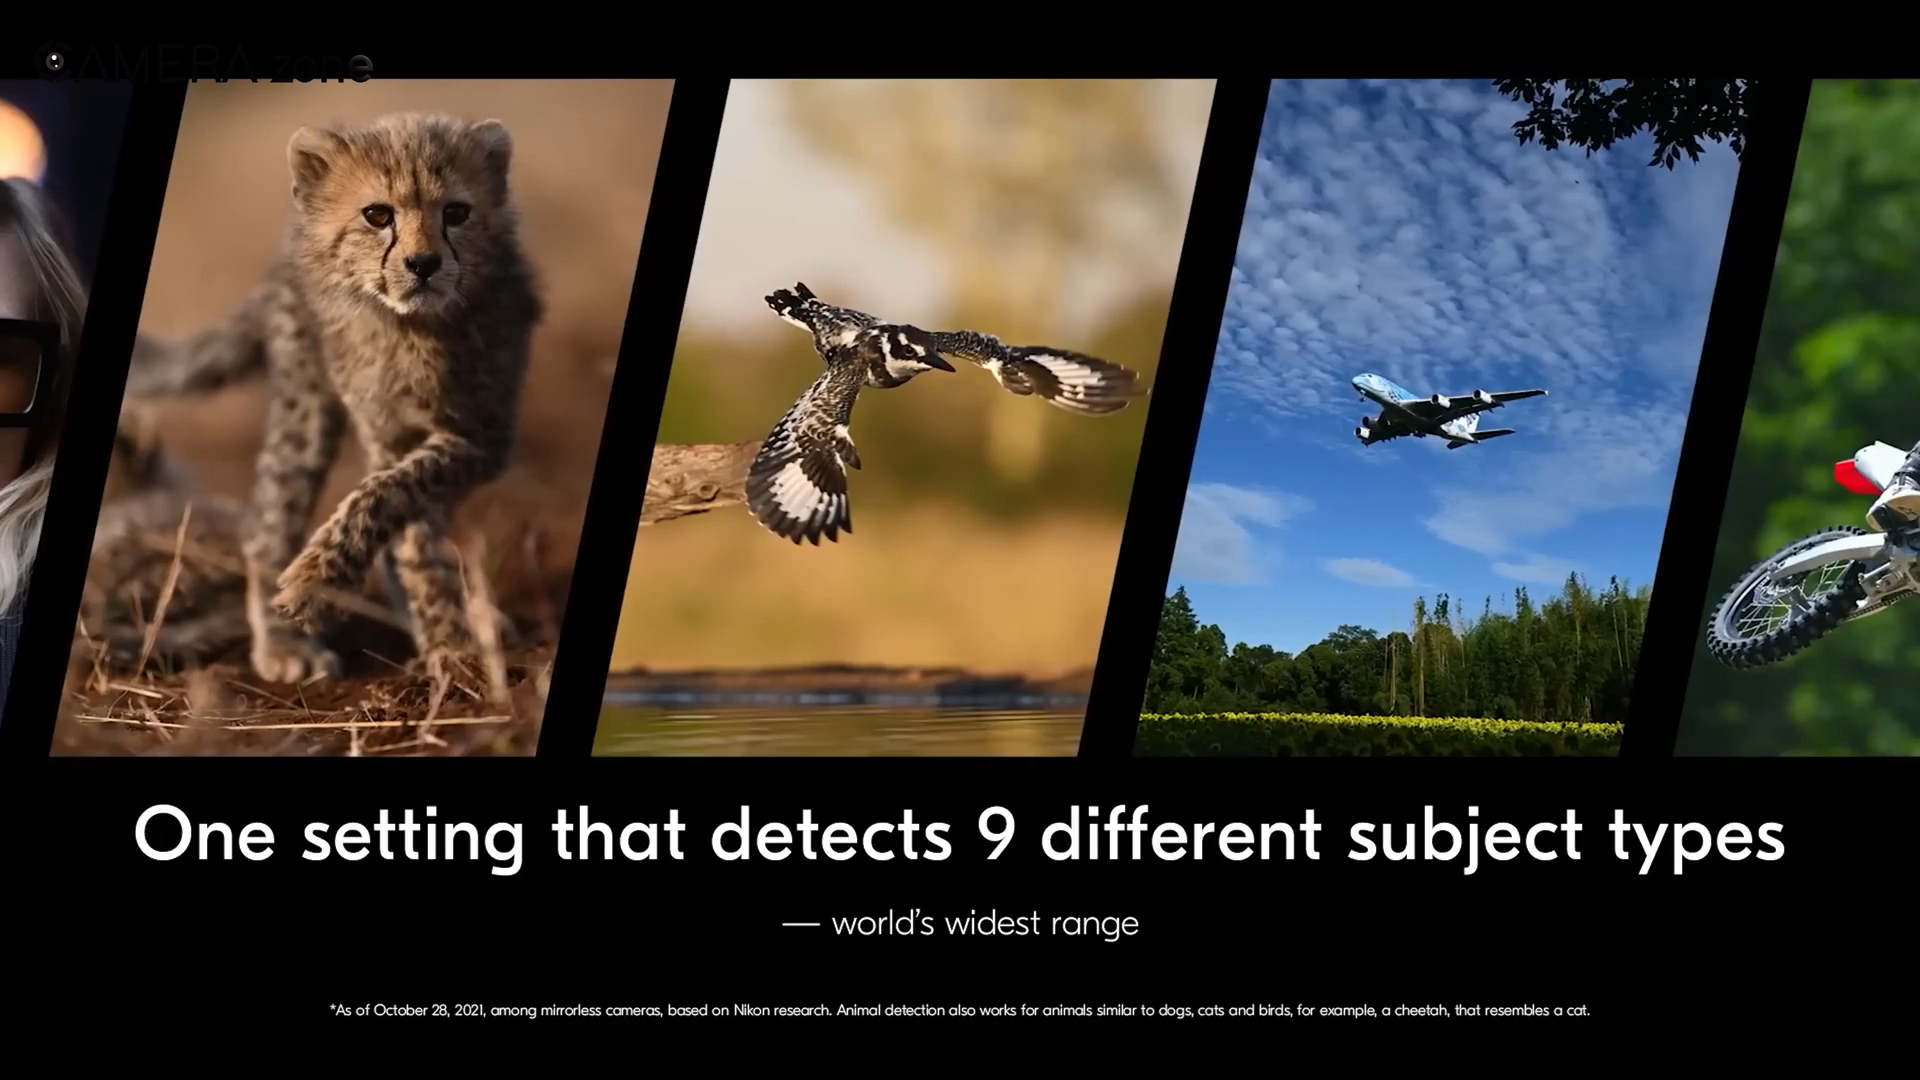 CAMERA zone
One setting that detects 9 different subject types
— world's widest range
*As of October 28, 2021, among mirrorless cameras, based on Nikon research. Animal detection also works for animals similar to dogs, cats and birds, for example, a cheetah, that resembles a cat.